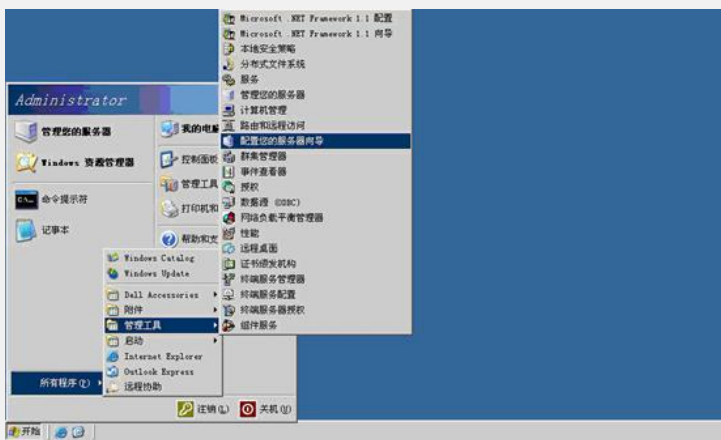 Microsoft .NET Framework 1.1 配置
Microsoft .NET Framework 1.1 向导
本地安全策略
分布式文件系统
服务
管理您的服务器
计算机管理
路由和远程访问
配置您的服务器向导
群集管理器
事件查看器
授权
数据源 (ODBC)
网络负载平衡管理器
性能
远程桌面
证书颁发机构
终端服务管理器
终端服务配置
终端服务器授权
组件服务
Administrator
管理您的服务器
Windows 资源管理器
命令提示符
记事本
我的电脑
控制面板
管理工具
打印机和
帮助和支
Windows Catalog
Windows Update
Dell Accessories
附件
管理工具
启动
Internet Explorer
Outlook Express
远程协助
所有程序(P)
注销(L)
关机(U)
开始